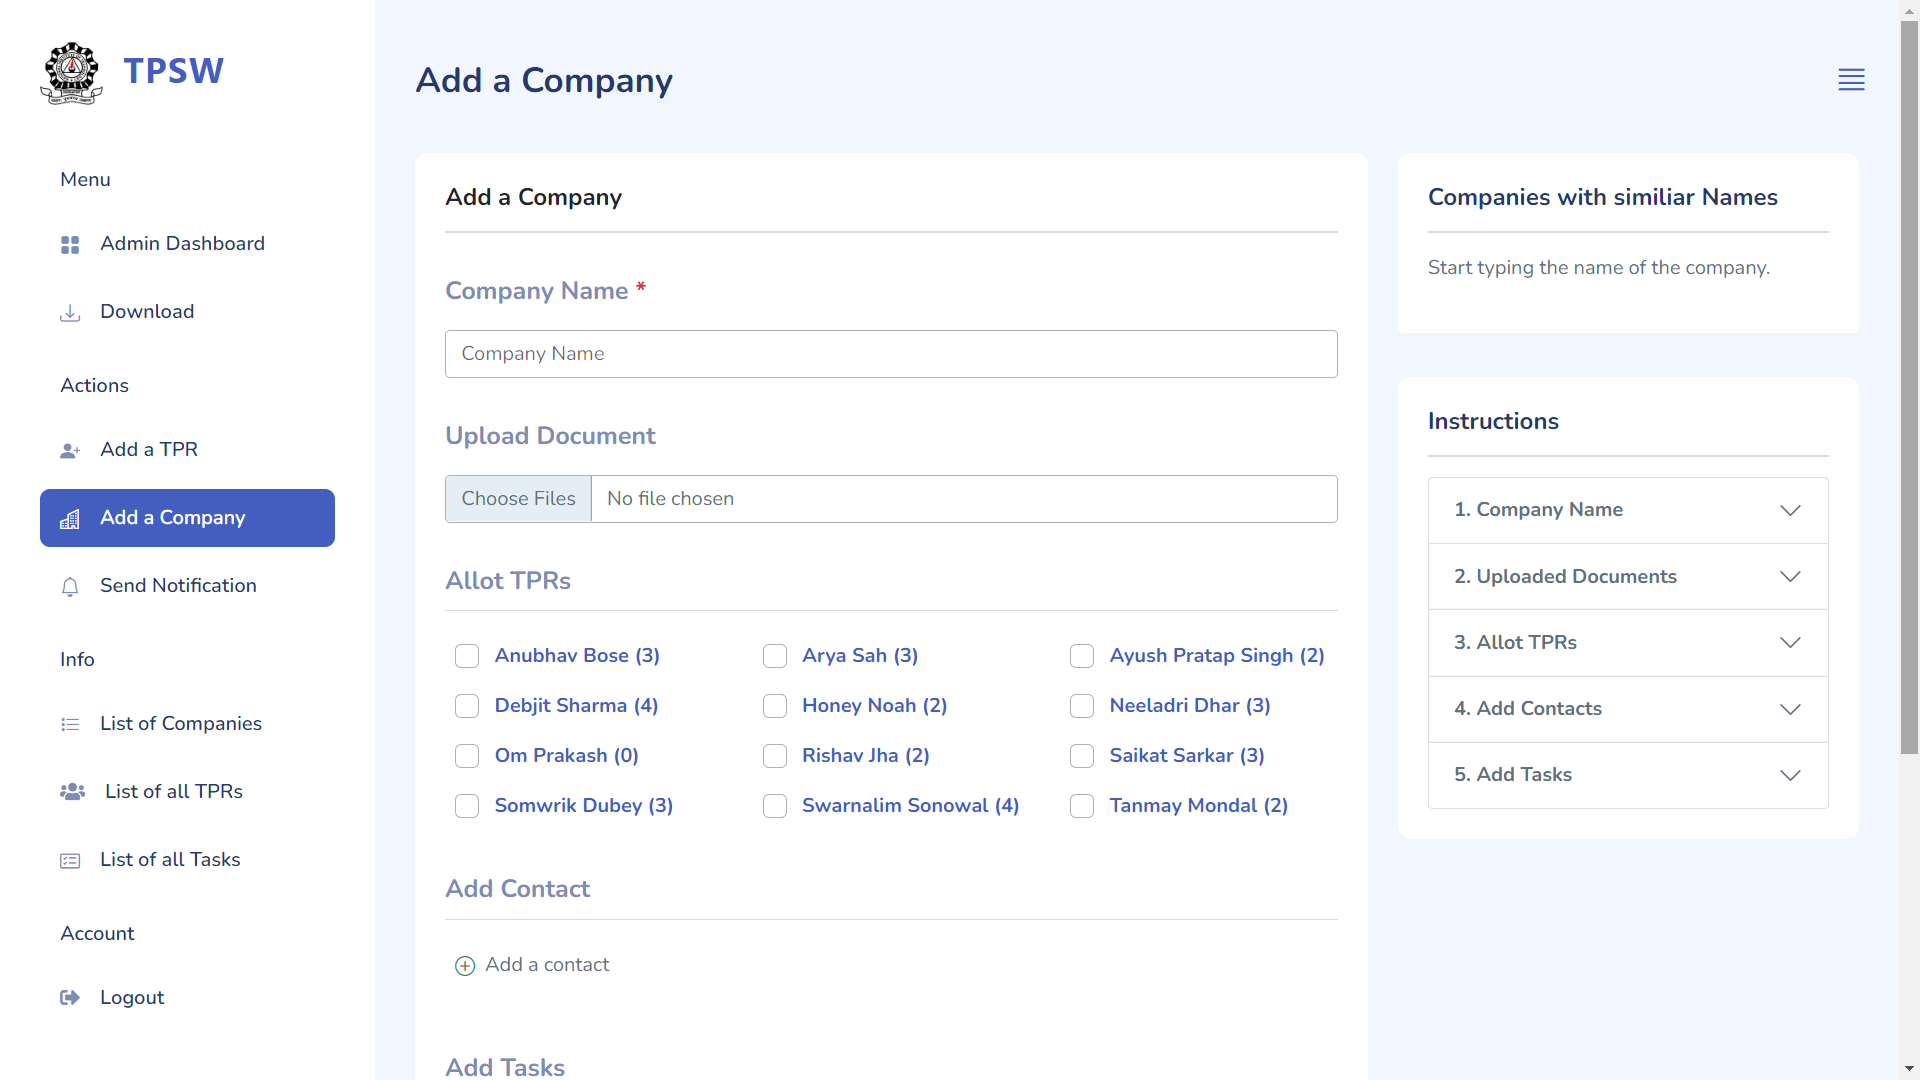 TPSW
Menu
Admin Dashboard
Download
Actions
Add a TPR
Add a Company
Send Notification
Info
List of Companies
List of all TPRs
List of all Tasks
Account
Logout
Add a Company
Add a Company
Company Name *
Company Name
Upload Document
Choose Files No file chosen
Allot TPRs
Anubhav Bose (3) Arya Sah (3) Ayush Pratap Singh (2)
Debjit Sharma (4) Honey Noah (2) Neeladri Dhar (3)
Om Prakash (0) Rishav Jha (2) Saikat Sarkar (3)
Somwrik Dubey (3) Swarnalim Sonowal (4) Tanmay Mondal (2)
Add Contact
Add a contact
Add Tasks
Companies with similiar Names
Start typing the name of the company.
Instructions
1. Company Name
2. Uploaded Documents
3. Allot TPRs
4. Add Contacts
5. Add Tasks